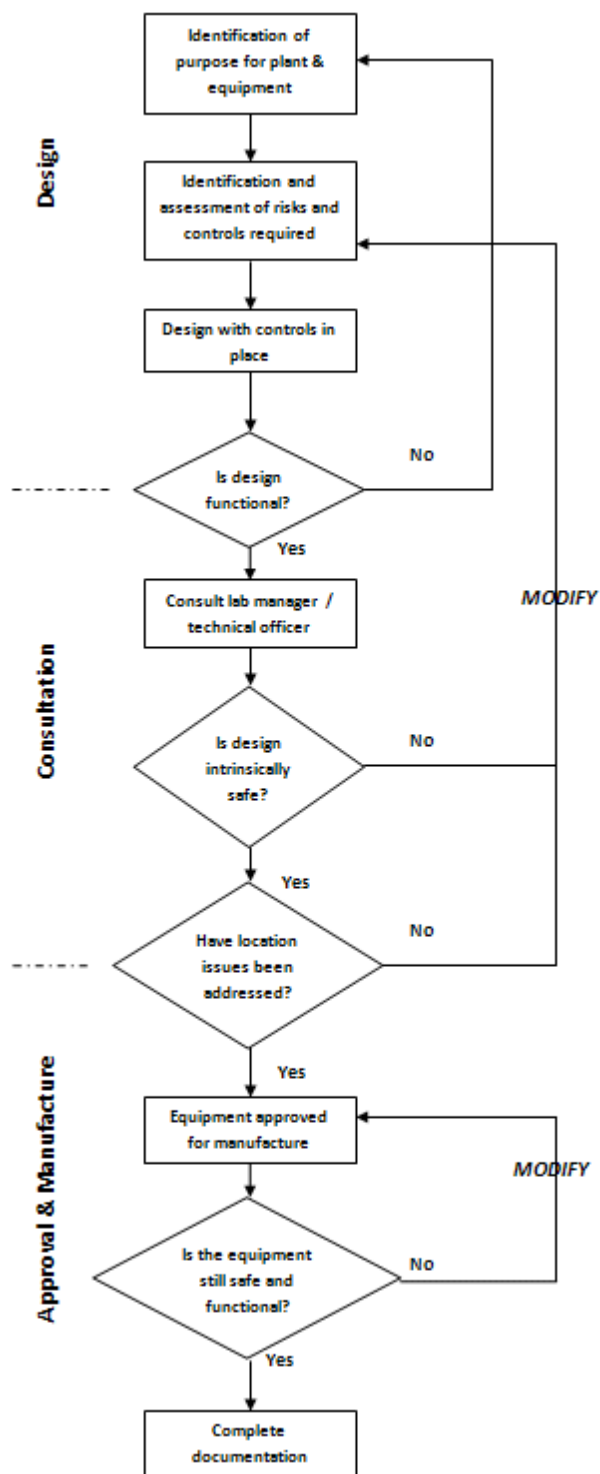 Identification of
purpose for plant &
equipment
Design
Identification and
assessment of risks and
controls required
Design with controls in
place
Is design
functional?
No
Yes
Consult lab manager /
technical officer
MODIFY
Consultation
Is design
intrinsically
safe?
No
Yes
Have location
issues been
addressed?
No
Yes
Approval & Manufacture
Equipment approved
for manufacture
MODIFY
Is the equipment
still safe and
functional?
No
Yes
Complete
documentation